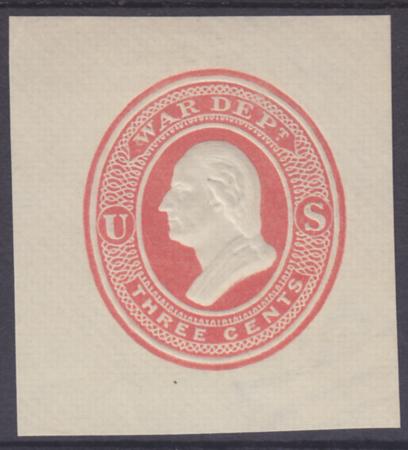 WAR DEPT.
U S
THREE CENTS